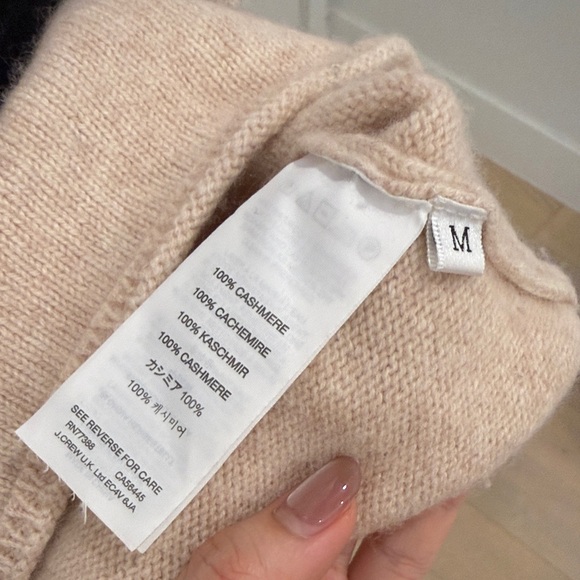 M
100% CASHMERE
100% CACHEMIRE
100% KASCHMIR
100% CASHMERE
カシミア 100%
100% 캐시미어
SEE REVERSE FOR CARE
RN77388 CA56445
J.CREW U.K. Ltd EC4V 6JA